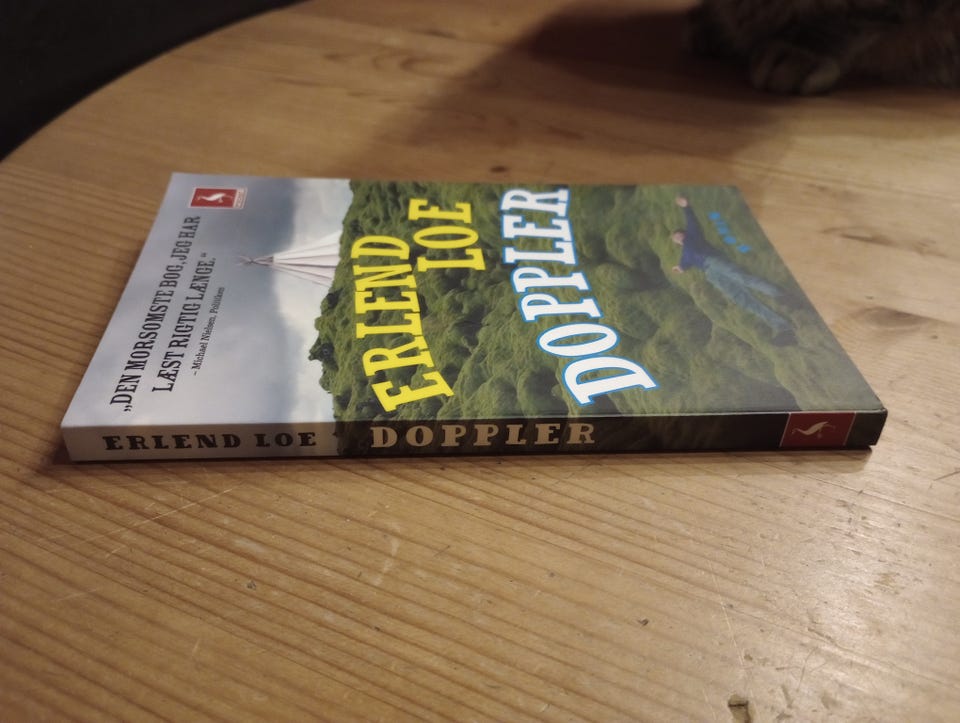 „DEN MORSOMSTE BOG, JEG HAR
LÆST RIGTIG LÆNGE.“
– Michael Nielsen, Politiken
ERLEND
LOE
DOPPLER
ERLEND LOE DOPPLER